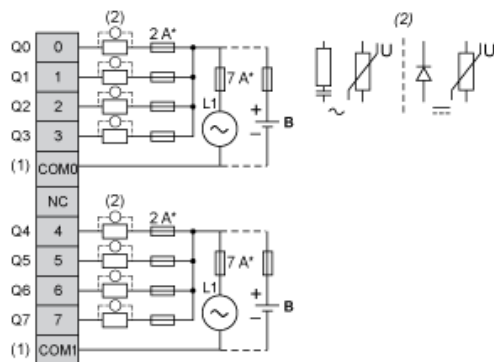 (2) 2 A* (2)
Q0 0
Q1 1 7 A* U U
Q2 2 L1 +
Q3 3 − B
(1) COM0
NC (2)
Q4 4 2 A*
Q5 5 7 A*
Q6 6 L1 +
Q7 7 − B
(1) COM1